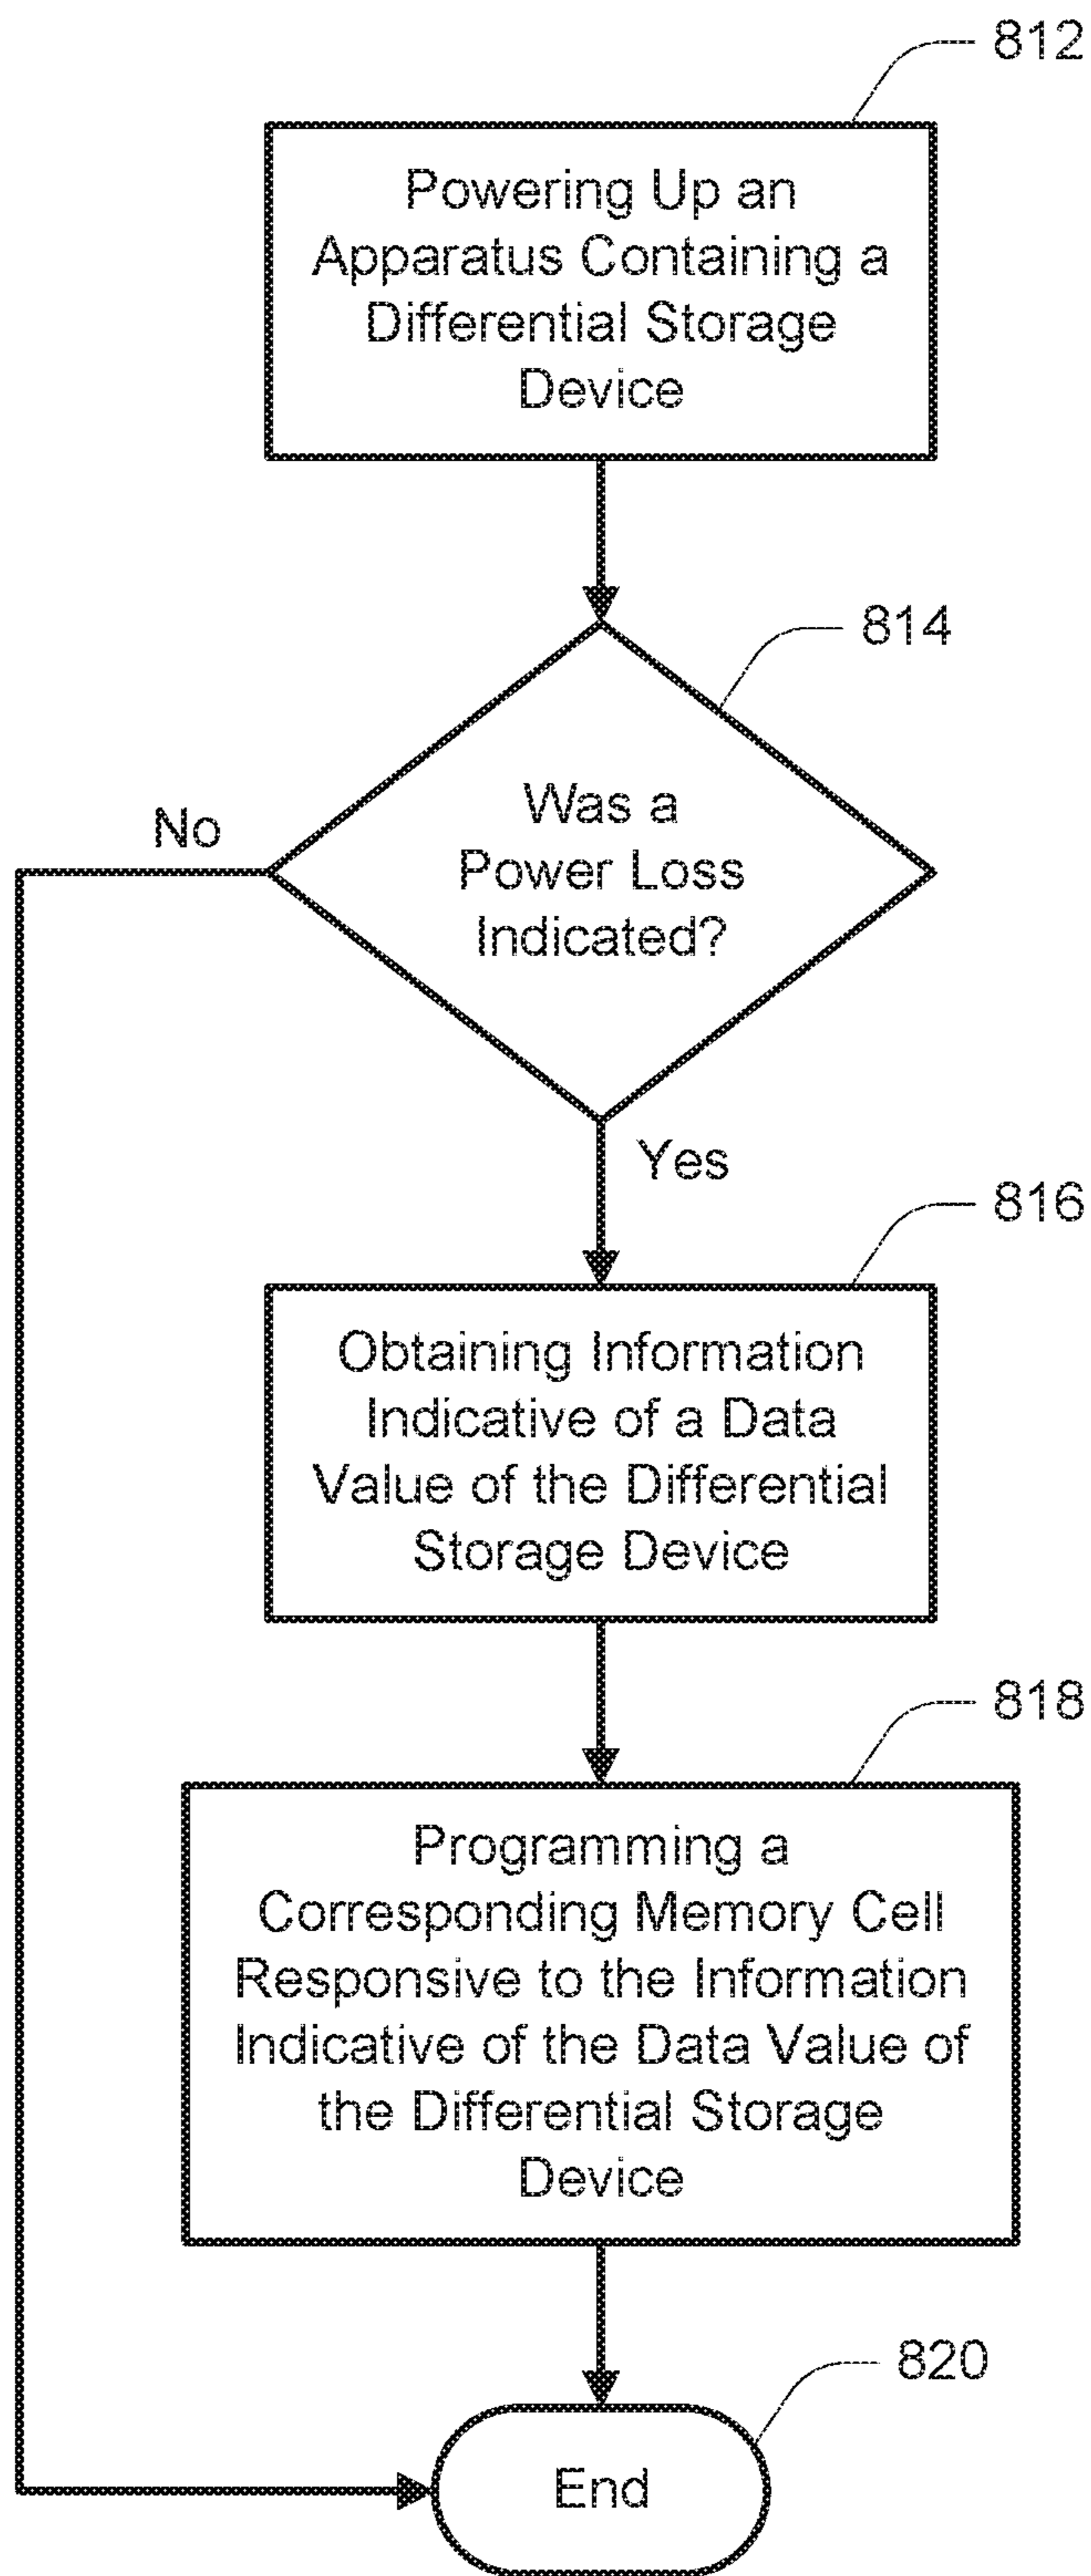 812
Powering Up an
Apparatus Containing a
Differential Storage
Device
814
Was a
Power Loss
Indicated?
No
Yes
816
Obtaining Information
Indicative of a Data
Value of the Differential
Storage Device
818
Programming a
Corresponding Memory Cell
Responsive to the Information
Indicative of the Data Value of
the Differential Storage
Device
820
End